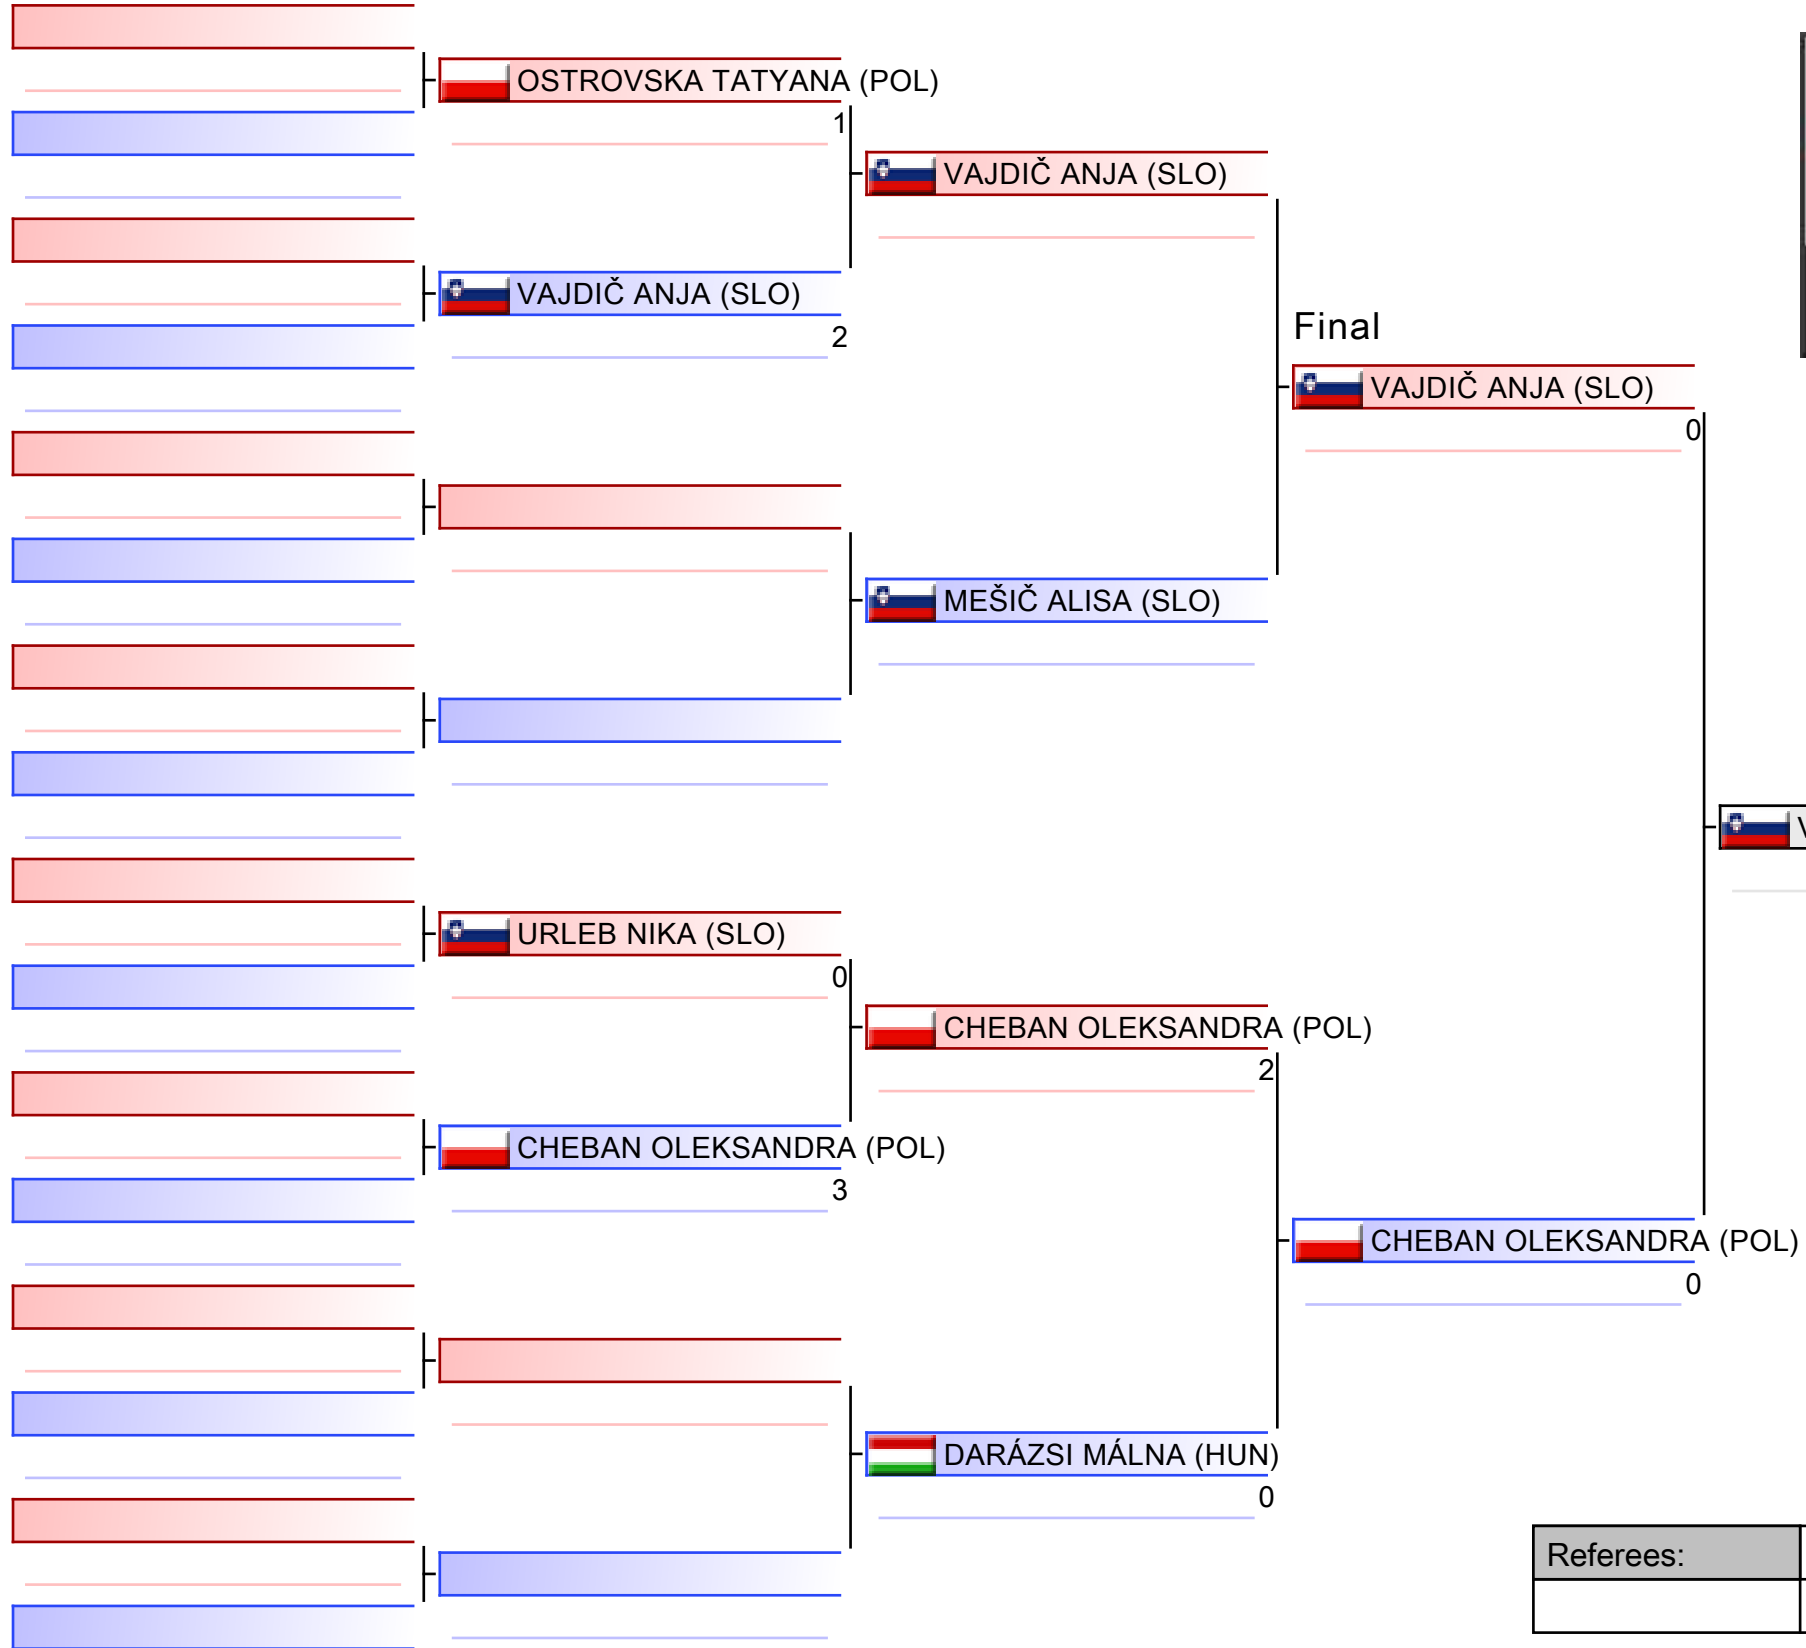 OSTROVSKA TATYANA (POL)
1
VAJDIČ ANJA (SLO)
VAJDIČ ANJA (SLO)
2
Final
VAJDIČ ANJA (SLO)
0
MEŠIČ ALISA (SLO)
URLEB NIKA (SLO)
0
CHEBAN OLEKSANDRA (POL)
2
CHEBAN OLEKSANDRA (POL)
3
CHEBAN OLEKSANDRA (POL)
0
DARÁZSI MÁLNA (HUN)
0
Referees: